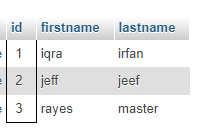 id firstname lastname
1 iqra irfan
2 jeff jeef
3 rayes master